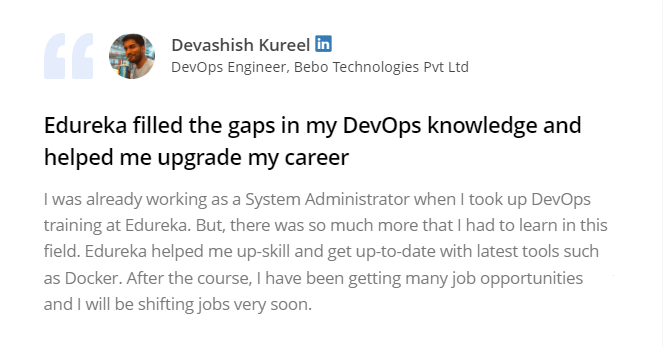 Devashish Kureel in
DevOps Engineer, Bebo Technologies Pvt Ltd
Edureka filled the gaps in my DevOps knowledge and
helped me upgrade my career
I was already working as a System Administrator when I took up DevOps
training at Edureka. But, there was so much more that I had to learn in this
field. Edureka helped me up-skill and get up-to-date with latest tools such
as Docker. After the course, I have been getting many job opportunities
and I will be shifting jobs very soon.